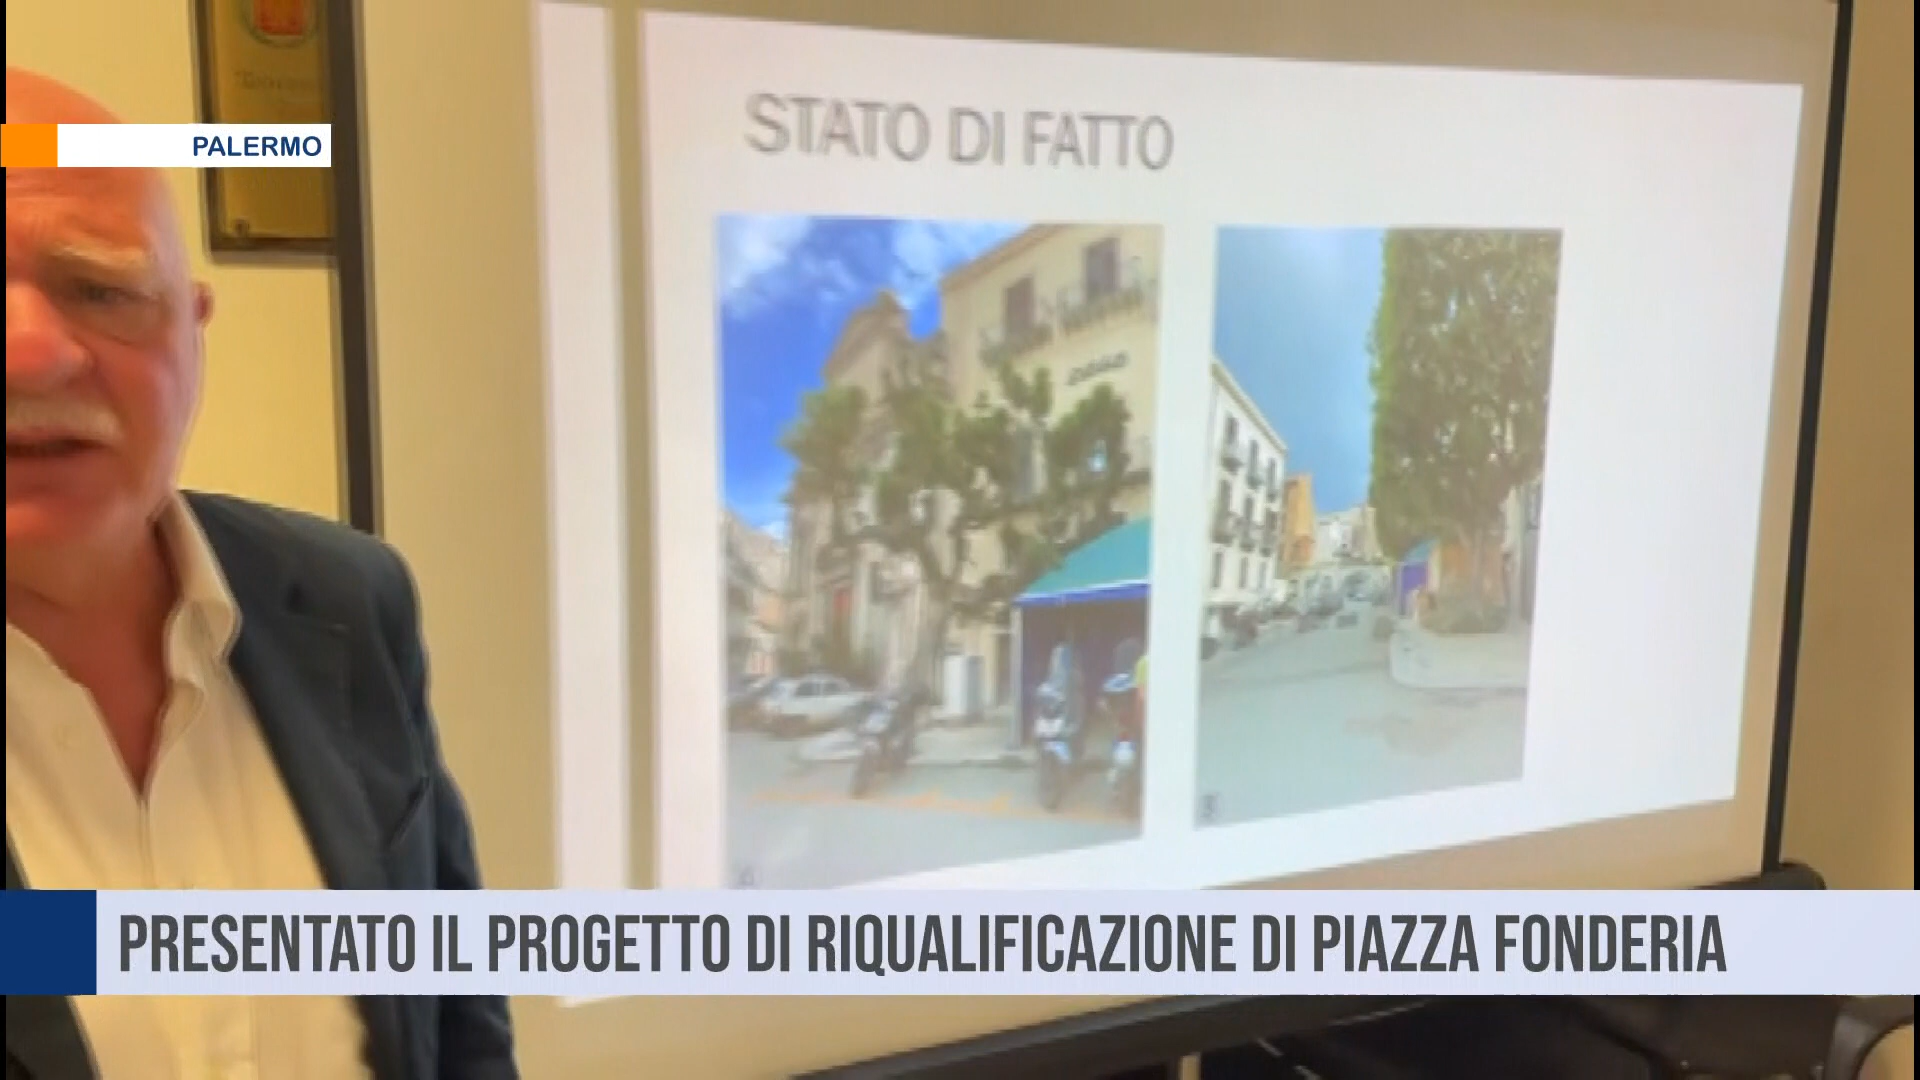 PALERMO
STATO DI FATTO
PRESENTATO IL PROGETTO DI RIQUALIFICAZIONE DI PIAZZA FONDERIA